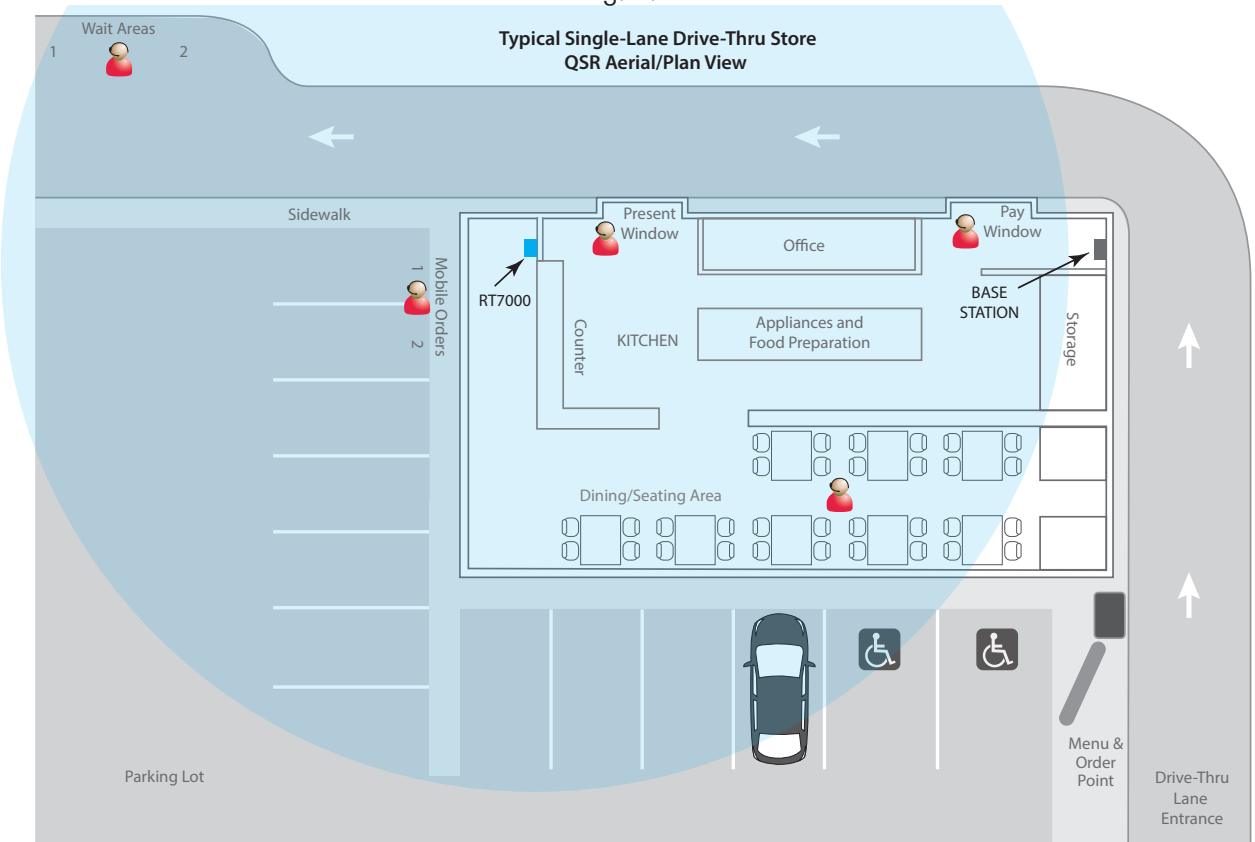 Wait Areas
1
2
Typical Single-Lane Drive-Thru Store
QSR Aerial/Plan View
Sidewalk
Present
Window
Office
Pay
Window
1
Mobile Orders
2
RT7000
BASE
STATION
Counter
KITCHEN
Appliances and
Food Preparation
Storage
Dining/Seating Area
Parking Lot
Menu &
Order
Point
Drive-Thru
Lane
Entrance